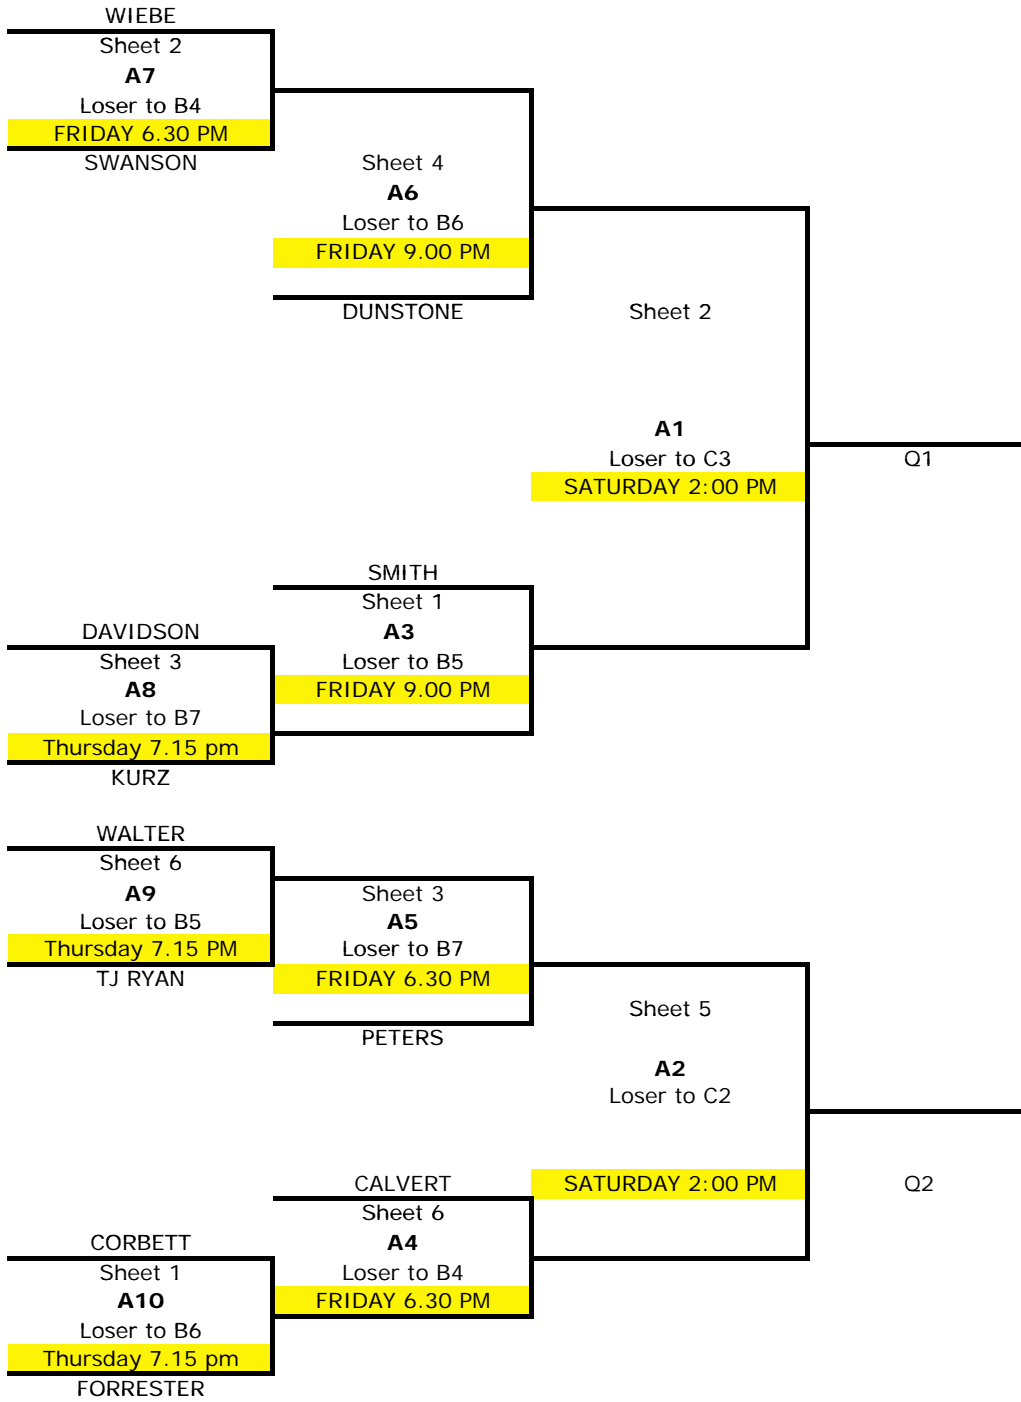 WIEBE
Sheet 2
A7
Loser to B4
FRIDAY 6.30 PM
SWANSON
Sheet 4
A6
Loser to B6
FRIDAY 9.00 PM
DUNSTONE
Sheet 2
A1
Loser to C3
SATURDAY 2:00 PM
Q1
SMITH
Sheet 1
A3
Loser to B5
FRIDAY 9.00 PM
DAVIDSON
Sheet 3
A8
Loser to B7
Thursday 7.15 pm
KURZ
WALTER
Sheet 6
A9
Loser to B5
Thursday 7.15 PM
TJ RYAN
Sheet 3
A5
Loser to B7
FRIDAY 6.30 PM
PETERS
Sheet 5
A2
Loser to C2
SATURDAY 2:00 PM
Q2
CALVERT
Sheet 6
A4
Loser to B4
FRIDAY 6.30 PM
CORBETT
Sheet 1
A10
Loser to B6
Thursday 7.15 pm
FORRESTER